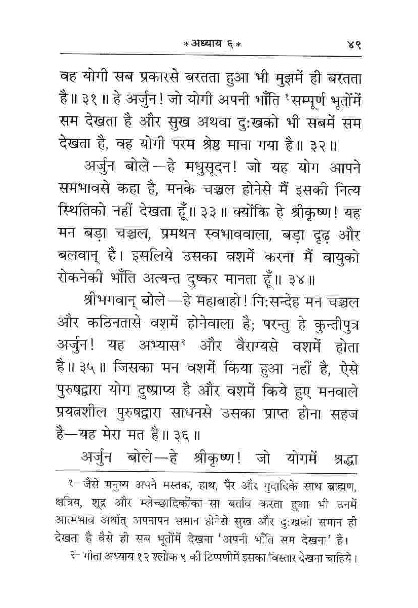 * अध्याय ६ * ४९
वह योगी सब प्रकारसे बरतता हुआ भी मुझमें ही बरतता
है॥ ३१॥ हे अर्जुन! जो योगी अपनी भाँति १सम्पूर्ण भूतोंमें
सम देखता है और सुख अथवा दुःखको भी सबमें सम
देखता है, वह योगी परम श्रेष्ठ माना गया है॥ ३२॥
अर्जुन बोले—हे मधुसूदन! जो यह योग आपने
समभावसे कहा है, मनके चञ्चल होनेसे मैं इसकी नित्य
स्थितिको नहीं देखता हूँ॥ ३३॥ क्योंकि हे श्रीकृष्ण! यह
मन बड़ा चञ्चल, प्रमथन स्वभाववाला, बड़ा दृढ़ और
बलवान् है। इसलिये उसका वशमें करना मैं वायुको
रोकनेकी भाँति अत्यन्त दुष्कर मानता हूँ॥ ३४॥
श्रीभगवान् बोले—हे महाबाहो! निःसन्देह मन चञ्चल
और कठिनतासे वशमें होनेवाला है; परन्तु हे कुन्तीपुत्र
अर्जुन! यह अभ्यास२ और वैराग्यसे वशमें होता
है॥ ३५॥ जिसका मन वशमें किया हुआ नहीं है, ऐसे
पुरुषद्वारा योग दुष्प्राप्य है और वशमें किये हुए मनवाले
प्रयत्नशील पुरुषद्वारा साधनसे उसका प्राप्त होना सहज
है—यह मेरा मत है॥ ३६॥
अर्जुन बोले—हे श्रीकृष्ण! जो योगमें श्रद्धा
१- जैसे मनुष्य अपने मस्तक, हाथ, पैर और गुदादिके साथ ब्राह्मण,
क्षत्रिय, शूद्र और म्लेच्छादिकोंका सा बर्ताव करता हुआ भी उनमें
आत्मभाव अर्थात् अपनापन समान होनेसे सुख और दुःखको समान ही
देखता है वैसे ही सब भूतोंमें देखना 'अपनी भाँति सम देखना' है।
२- गीता अध्याय १२ श्लोक ९ की टिप्पणीमें इसका विस्तार देखना चाहिये।